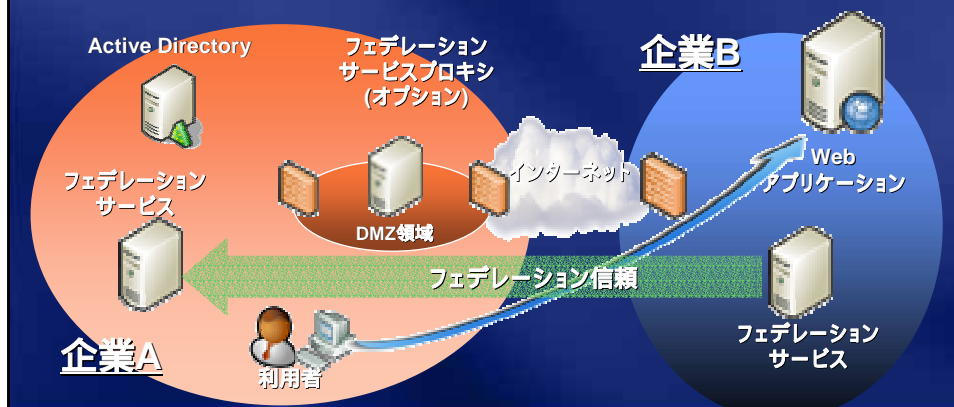 Active Directory
フェデレーション
サービスプロキシ
(オプション)
企業B
インターネット
Web
アプリケーション
フェデレーション
サービス
DMZ領域
フェデレーション信頼
フェデレーション
サービス
企業A
利用者